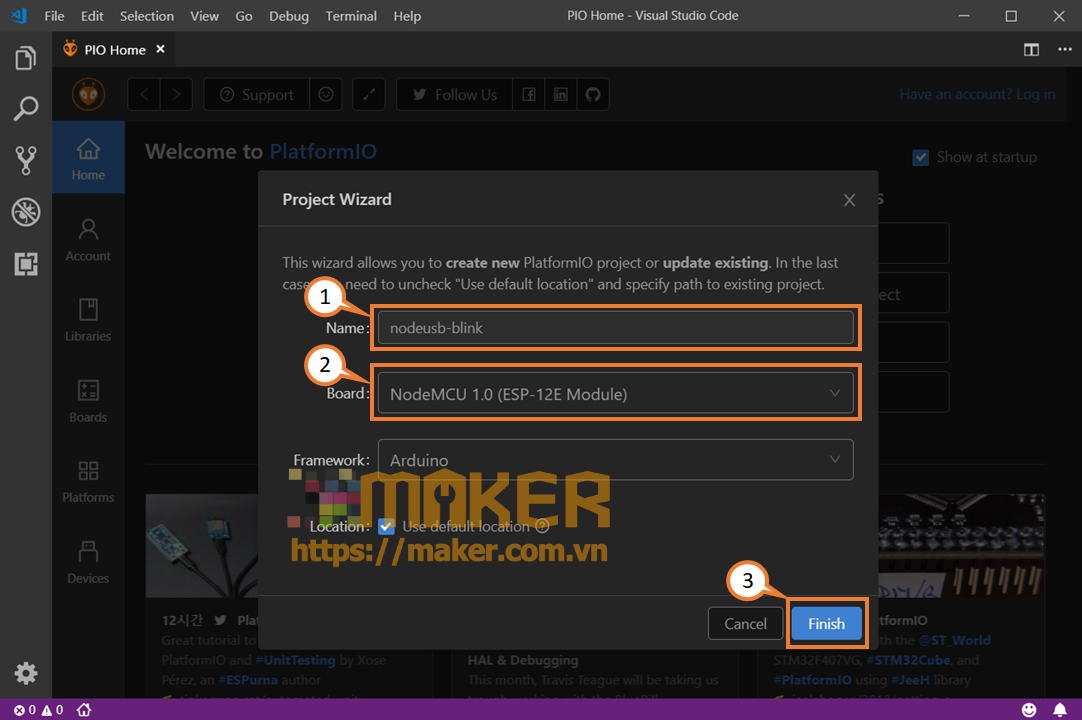 File Edit Selection View Go Debug Terminal Help PIO Home - Visual Studio Code
PIO Home
Support Follow Us Have an account? Log in
Home
Account
Libraries
Boards
Platforms
Devices
Welcome to PlatformIO
Show at startup
Project Wizard
This wizard allows you to create new PlatformIO project or update existing. In the last
need to uncheck "Use default location" and specify path to existing project.
1
Name: nodeusb-blink
2
Board: NodeMCU 1.0 (ESP-12E Module)
Framework: Arduino
MAKER
Location: Use default location
https://maker.com.vn
3
Cancel Finish
12시간
Great tutorial to
PlatformIO and #UnitTesting by Xose
Pérez, an #ESPurna author
HAL & Debugging
This month, Travis Teague will be taking us
the @ST_World
STM32F407VG, #STM32Cube, and
#PlatformIO using #JeeH library
0 0